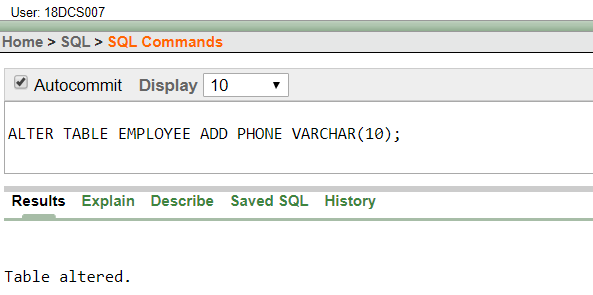 User: 18DCS007
Home > SQL > SQL Commands
Autocommit Display 10
ALTER TABLE EMPLOYEE ADD PHONE VARCHAR(10);
Results Explain Describe Saved SQL History
Table altered.